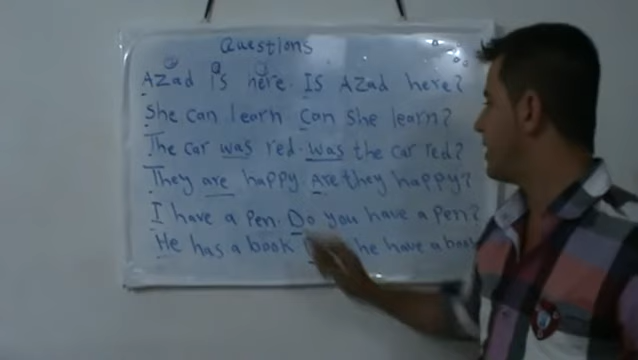 Questions
Azad is here. Is Azad here?
She can learn. Can she learn?
The car was red. Was the car red?
They are happy. Are they happy?
I have a pen. Do you have a pen?
He has a book he have a book